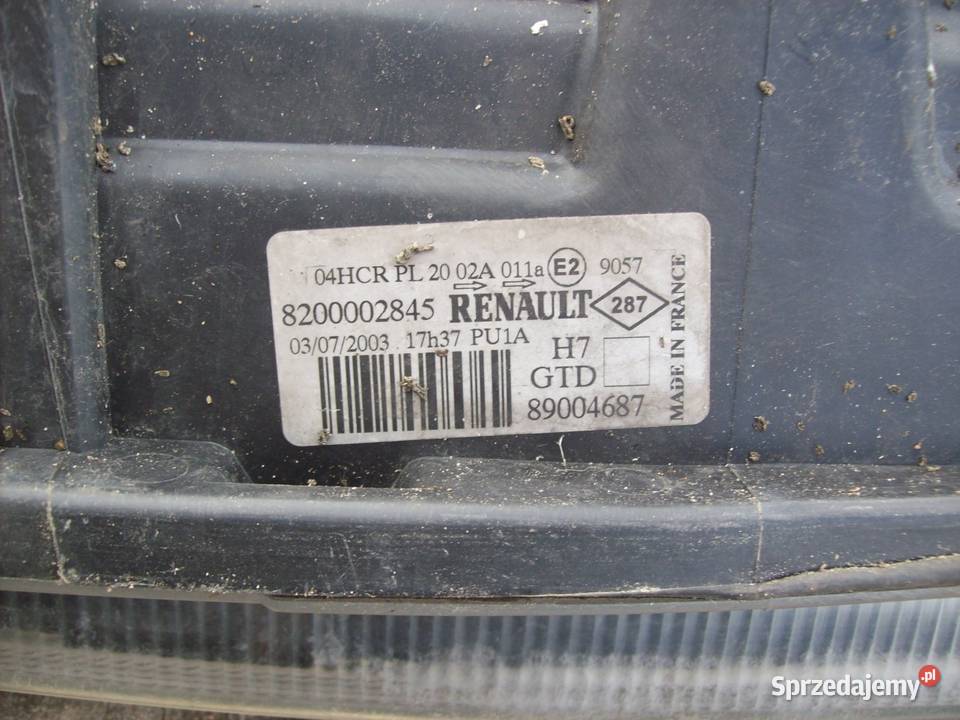 04HCR PL 20 02A 011a E2 9057
8200002845 RENAULT 287
03/07/2003 17h37 PU1A
H7
GTD
89004687
MADE IN FRANCE
Sprzedajemy.pl